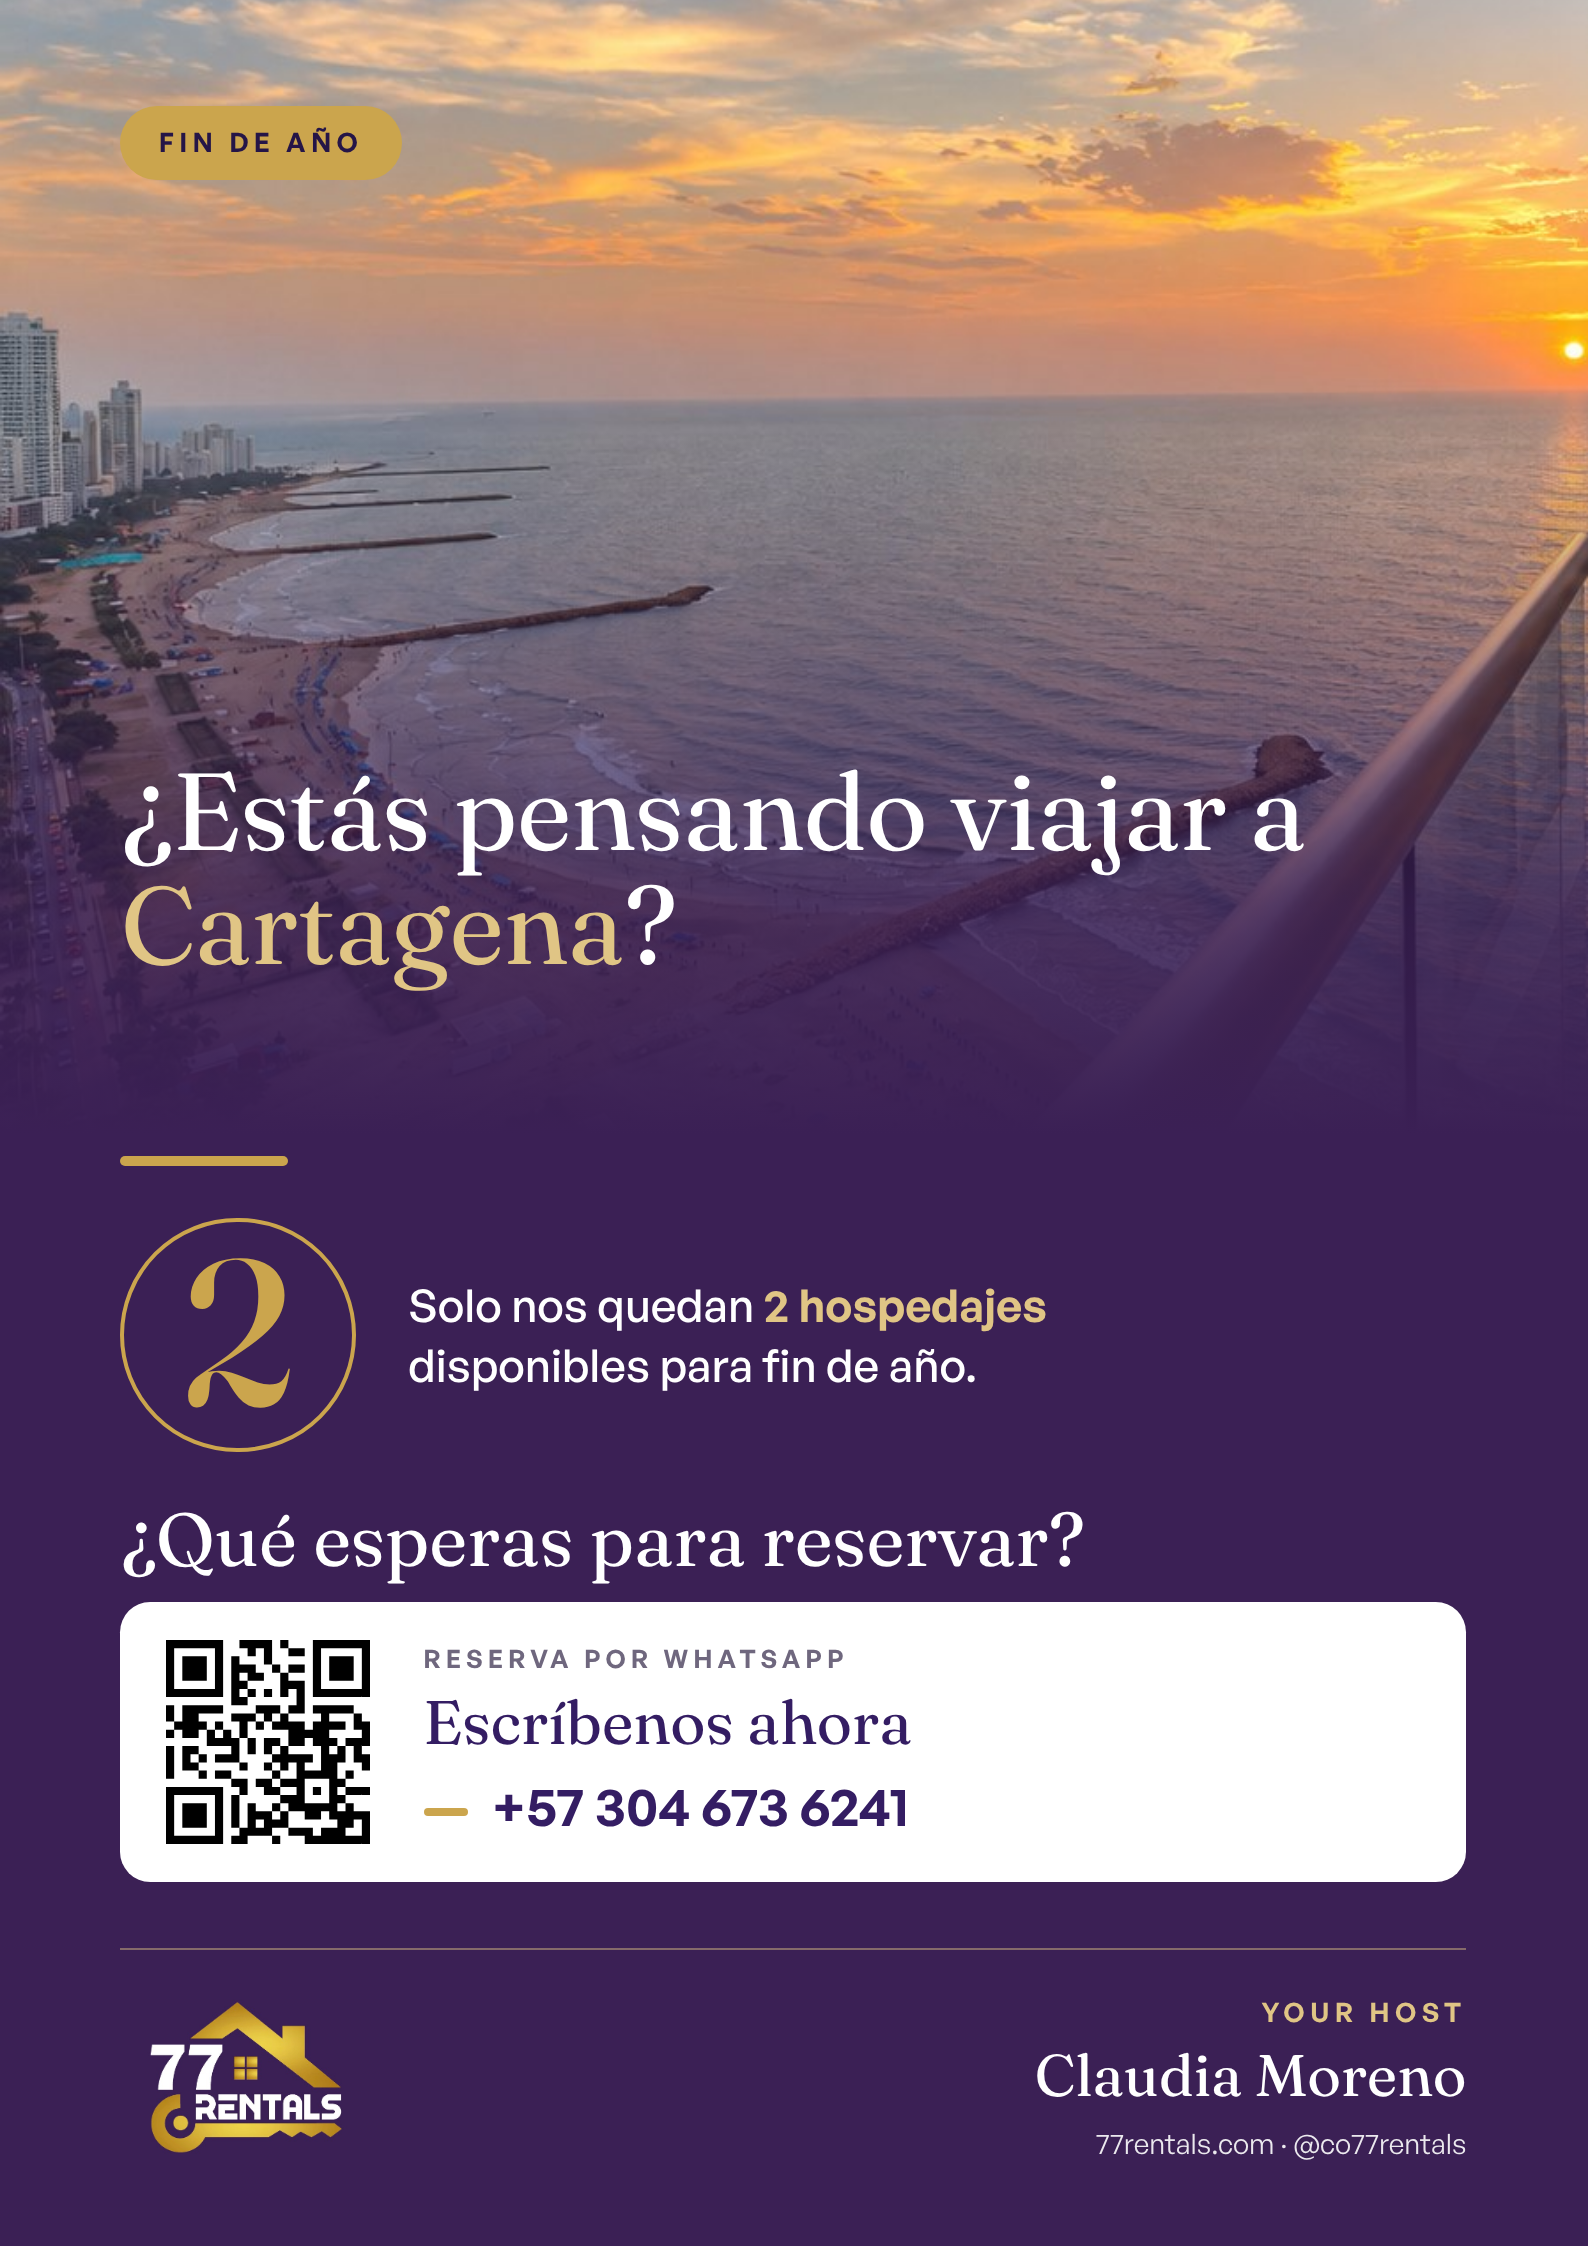 FIN DE AÑO
¿Estás pensando viajar a
Cartagena?
2
Solo nos quedan 2 hospedajes
disponibles para fin de año.
¿Qué esperas para reservar?
RESERVA POR WHATSAPP
Escríbenos ahora
+57 304 673 6241
77
RENTALS
YOUR HOST
Claudia Moreno
77rentals.com · @co77rentals